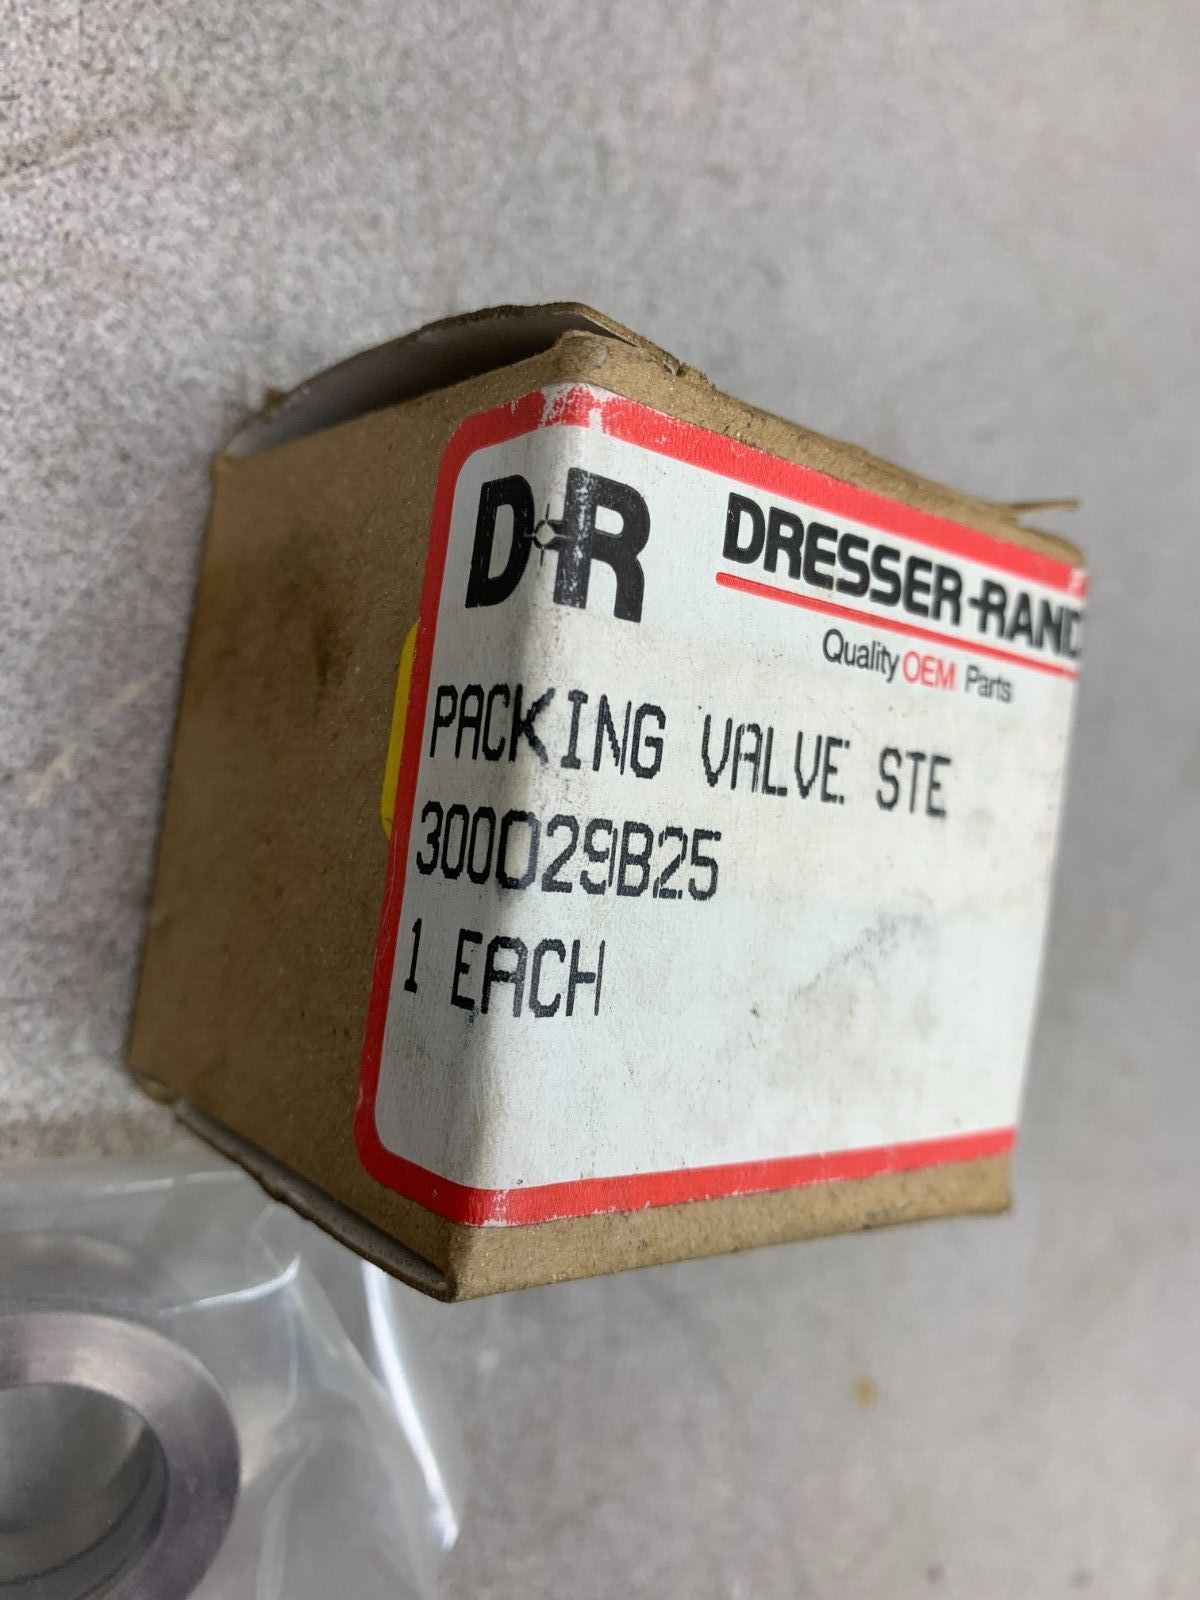 D-R
DRESSER-RAND
Quality OEM Parts
PACKING VALVE STE
300029B25
1 EACH